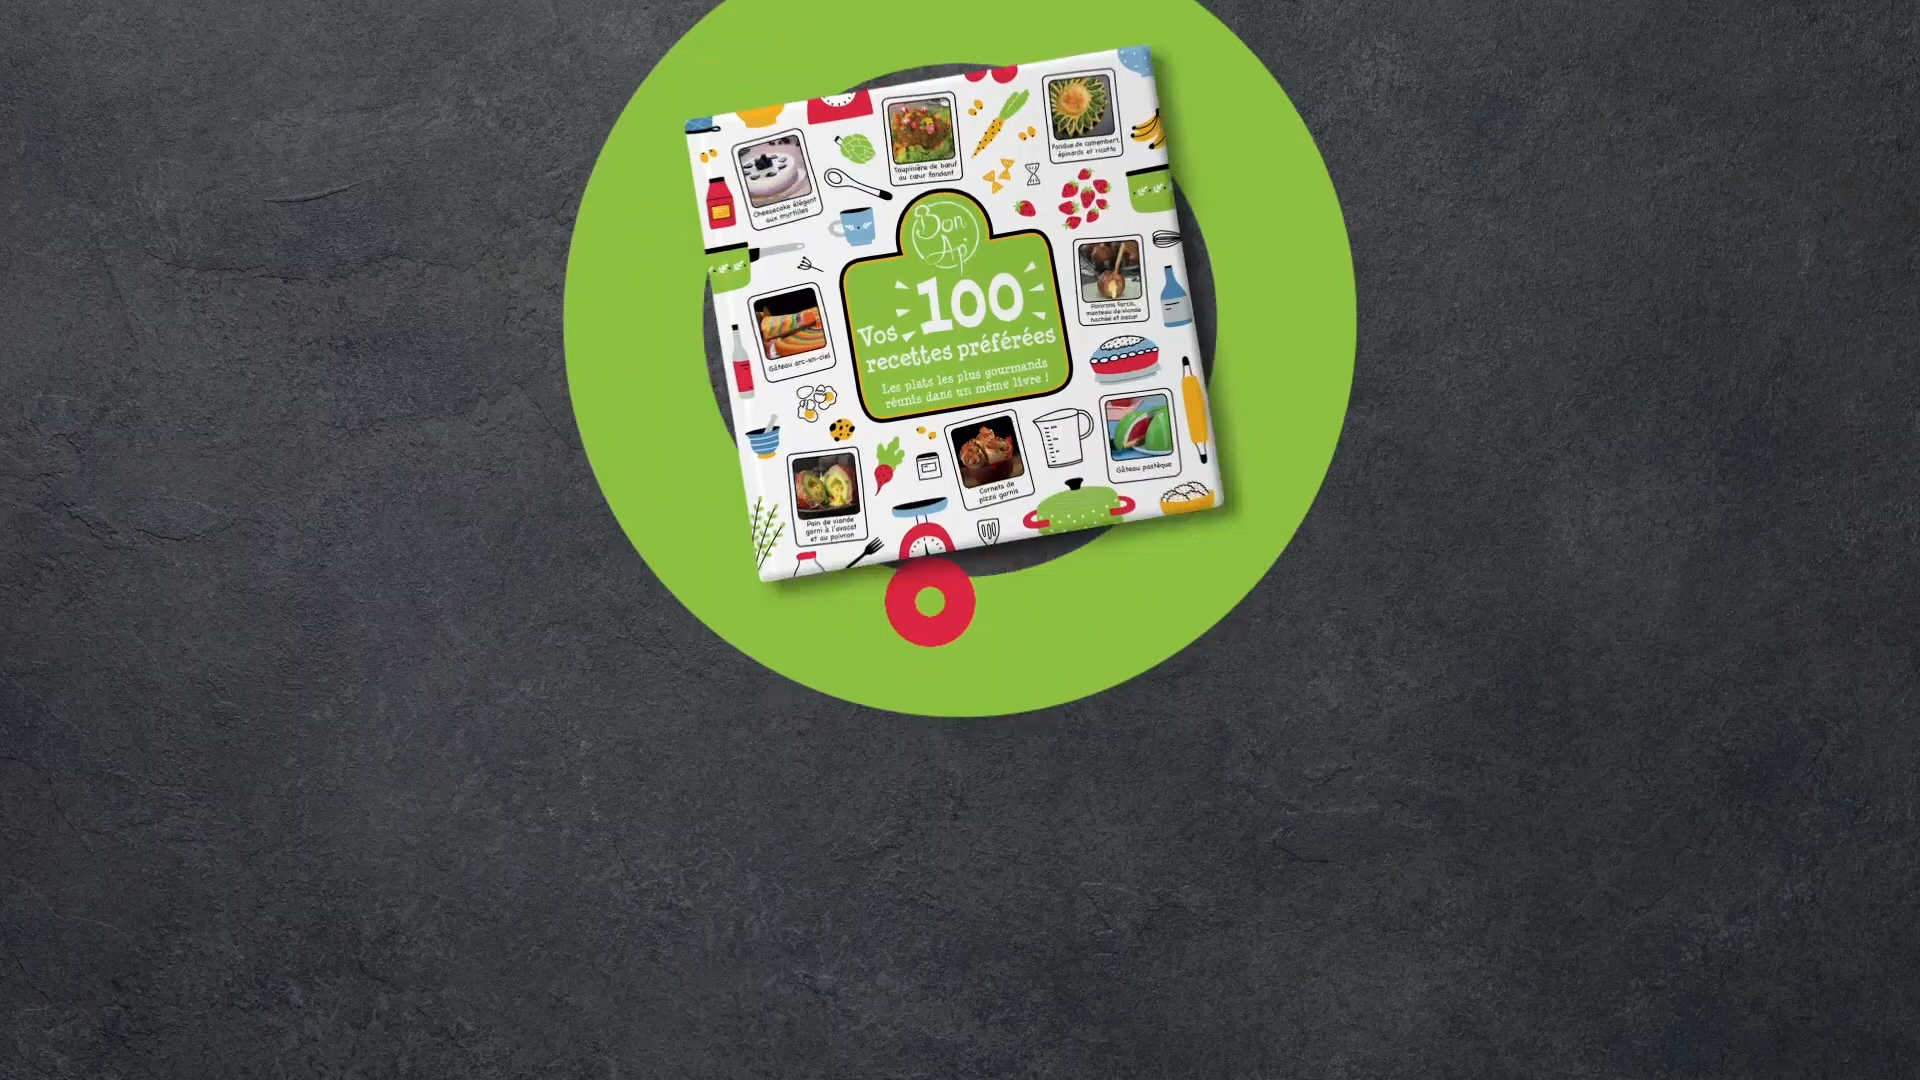 Cheesecake élégant
aux myrtilles
Taupinière de bœuf
au cœur fondant
Fondue de camembert,
épinards et ricotta
Bon
Ap'
Vos 100
recettes préférées
Les plats les plus gourmands
réunis dans un même livre !
Poivrons farcis,
manteau de viande
hachée et bacon
Gâteau arc-en-ciel
Pain de viande
garni à l'avocat
et au poivron
Cornets de
pizza garnis
Gâteau pastèque